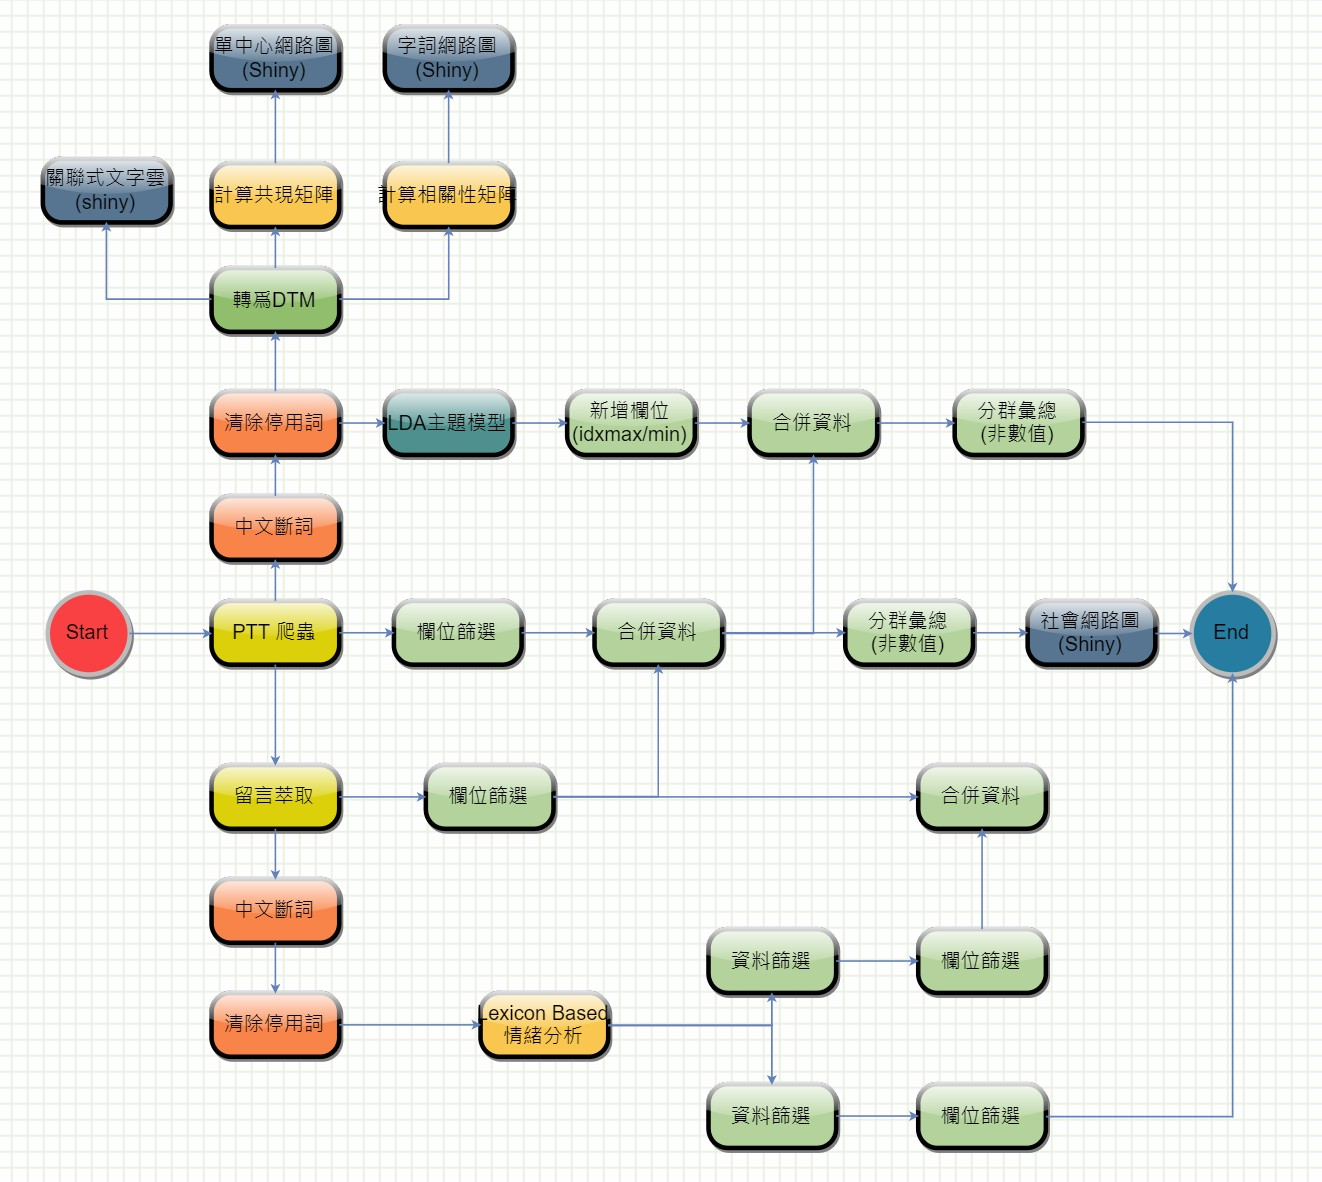 單中心網路圖
(Shiny)
字詞網路圖
(Shiny)
關聯式文字雲
(shiny)
計算共現矩陣
計算相關性矩陣
轉爲DTM
清除停用詞
LDA主題模型
新增欄位
(idxmax/min)
合併資料
分群彙總
(非數值)
中文斷詞
Start
PTT 爬蟲
欄位篩選
合併資料
分群彙總
(非數值)
社會網路圖
(Shiny)
End
留言萃取
欄位篩選
合併資料
中文斷詞
資料篩選
欄位篩選
清除停用詞
Lexicon Based
情緒分析
資料篩選
欄位篩選